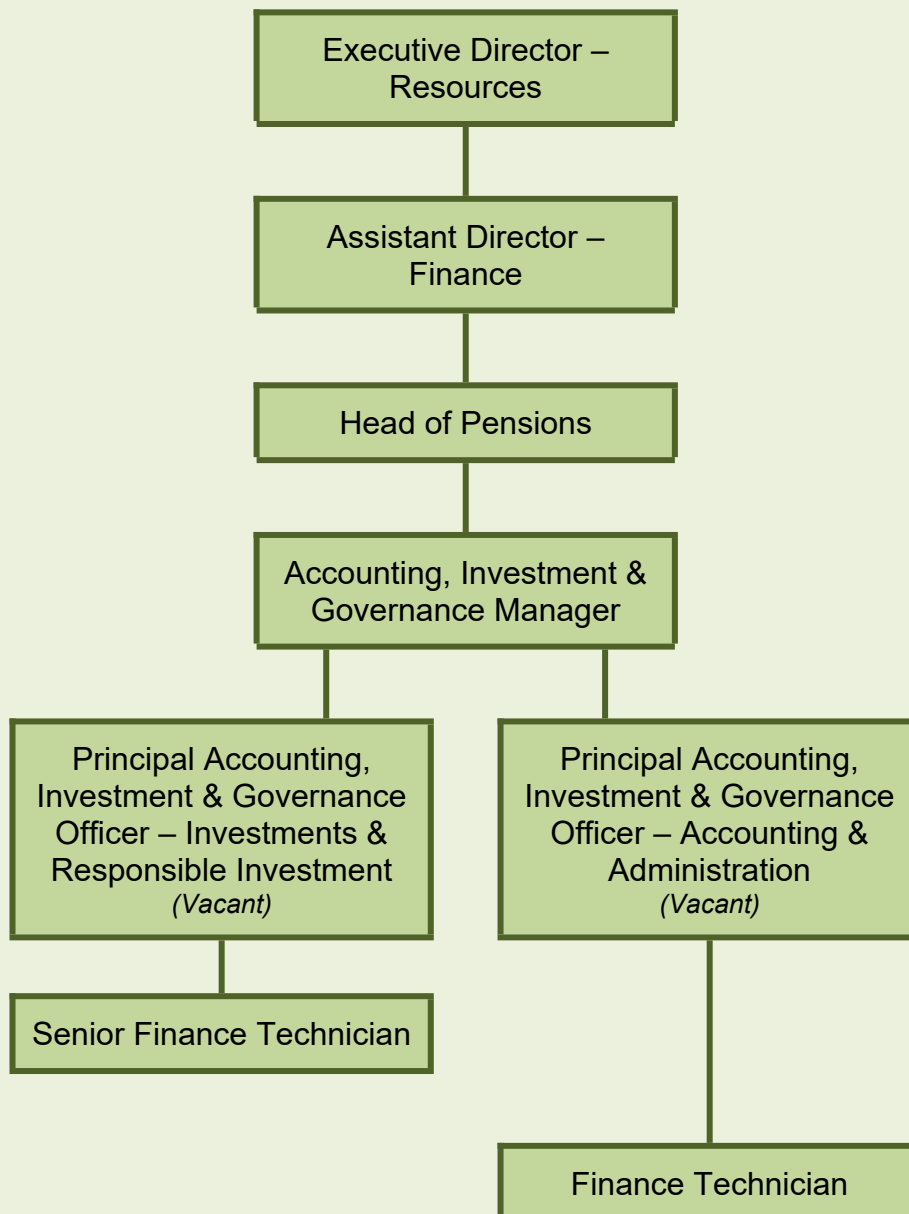 Executive Director –
Resources
Assistant Director –
Finance
Head of Pensions
Accounting, Investment &
Governance Manager
Principal Accounting,
Investment & Governance
Officer – Investments &
Responsible Investment
(Vacant)
Principal Accounting,
Investment & Governance
Officer – Accounting &
Administration
(Vacant)
Senior Finance Technician
Finance Technician